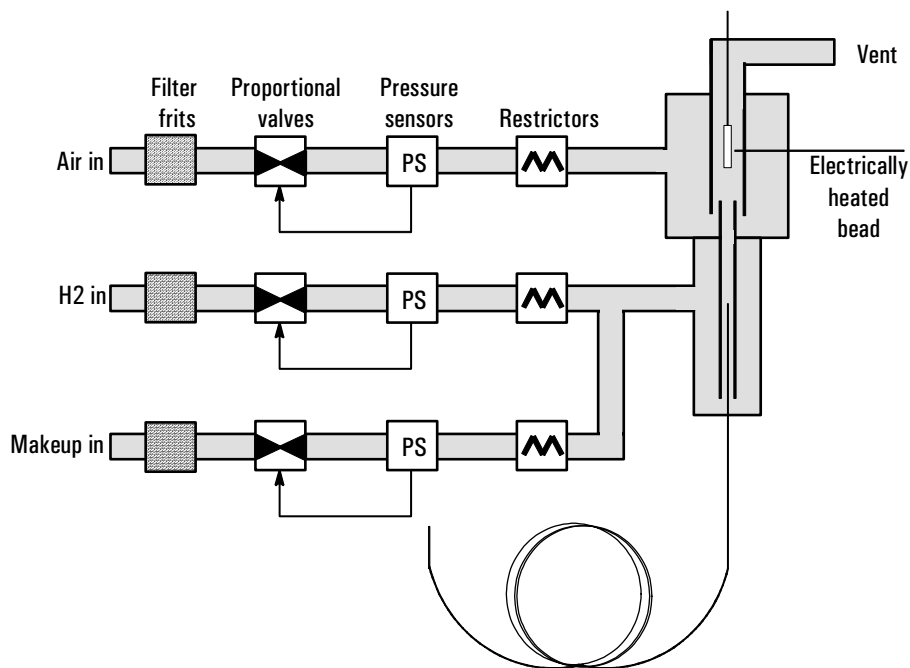 Vent
Filter
frits
Proportional
valves
Pressure
sensors
Restrictors
Air in
PS
Electrically
heated
bead
H2 in
PS
Makeup in
PS